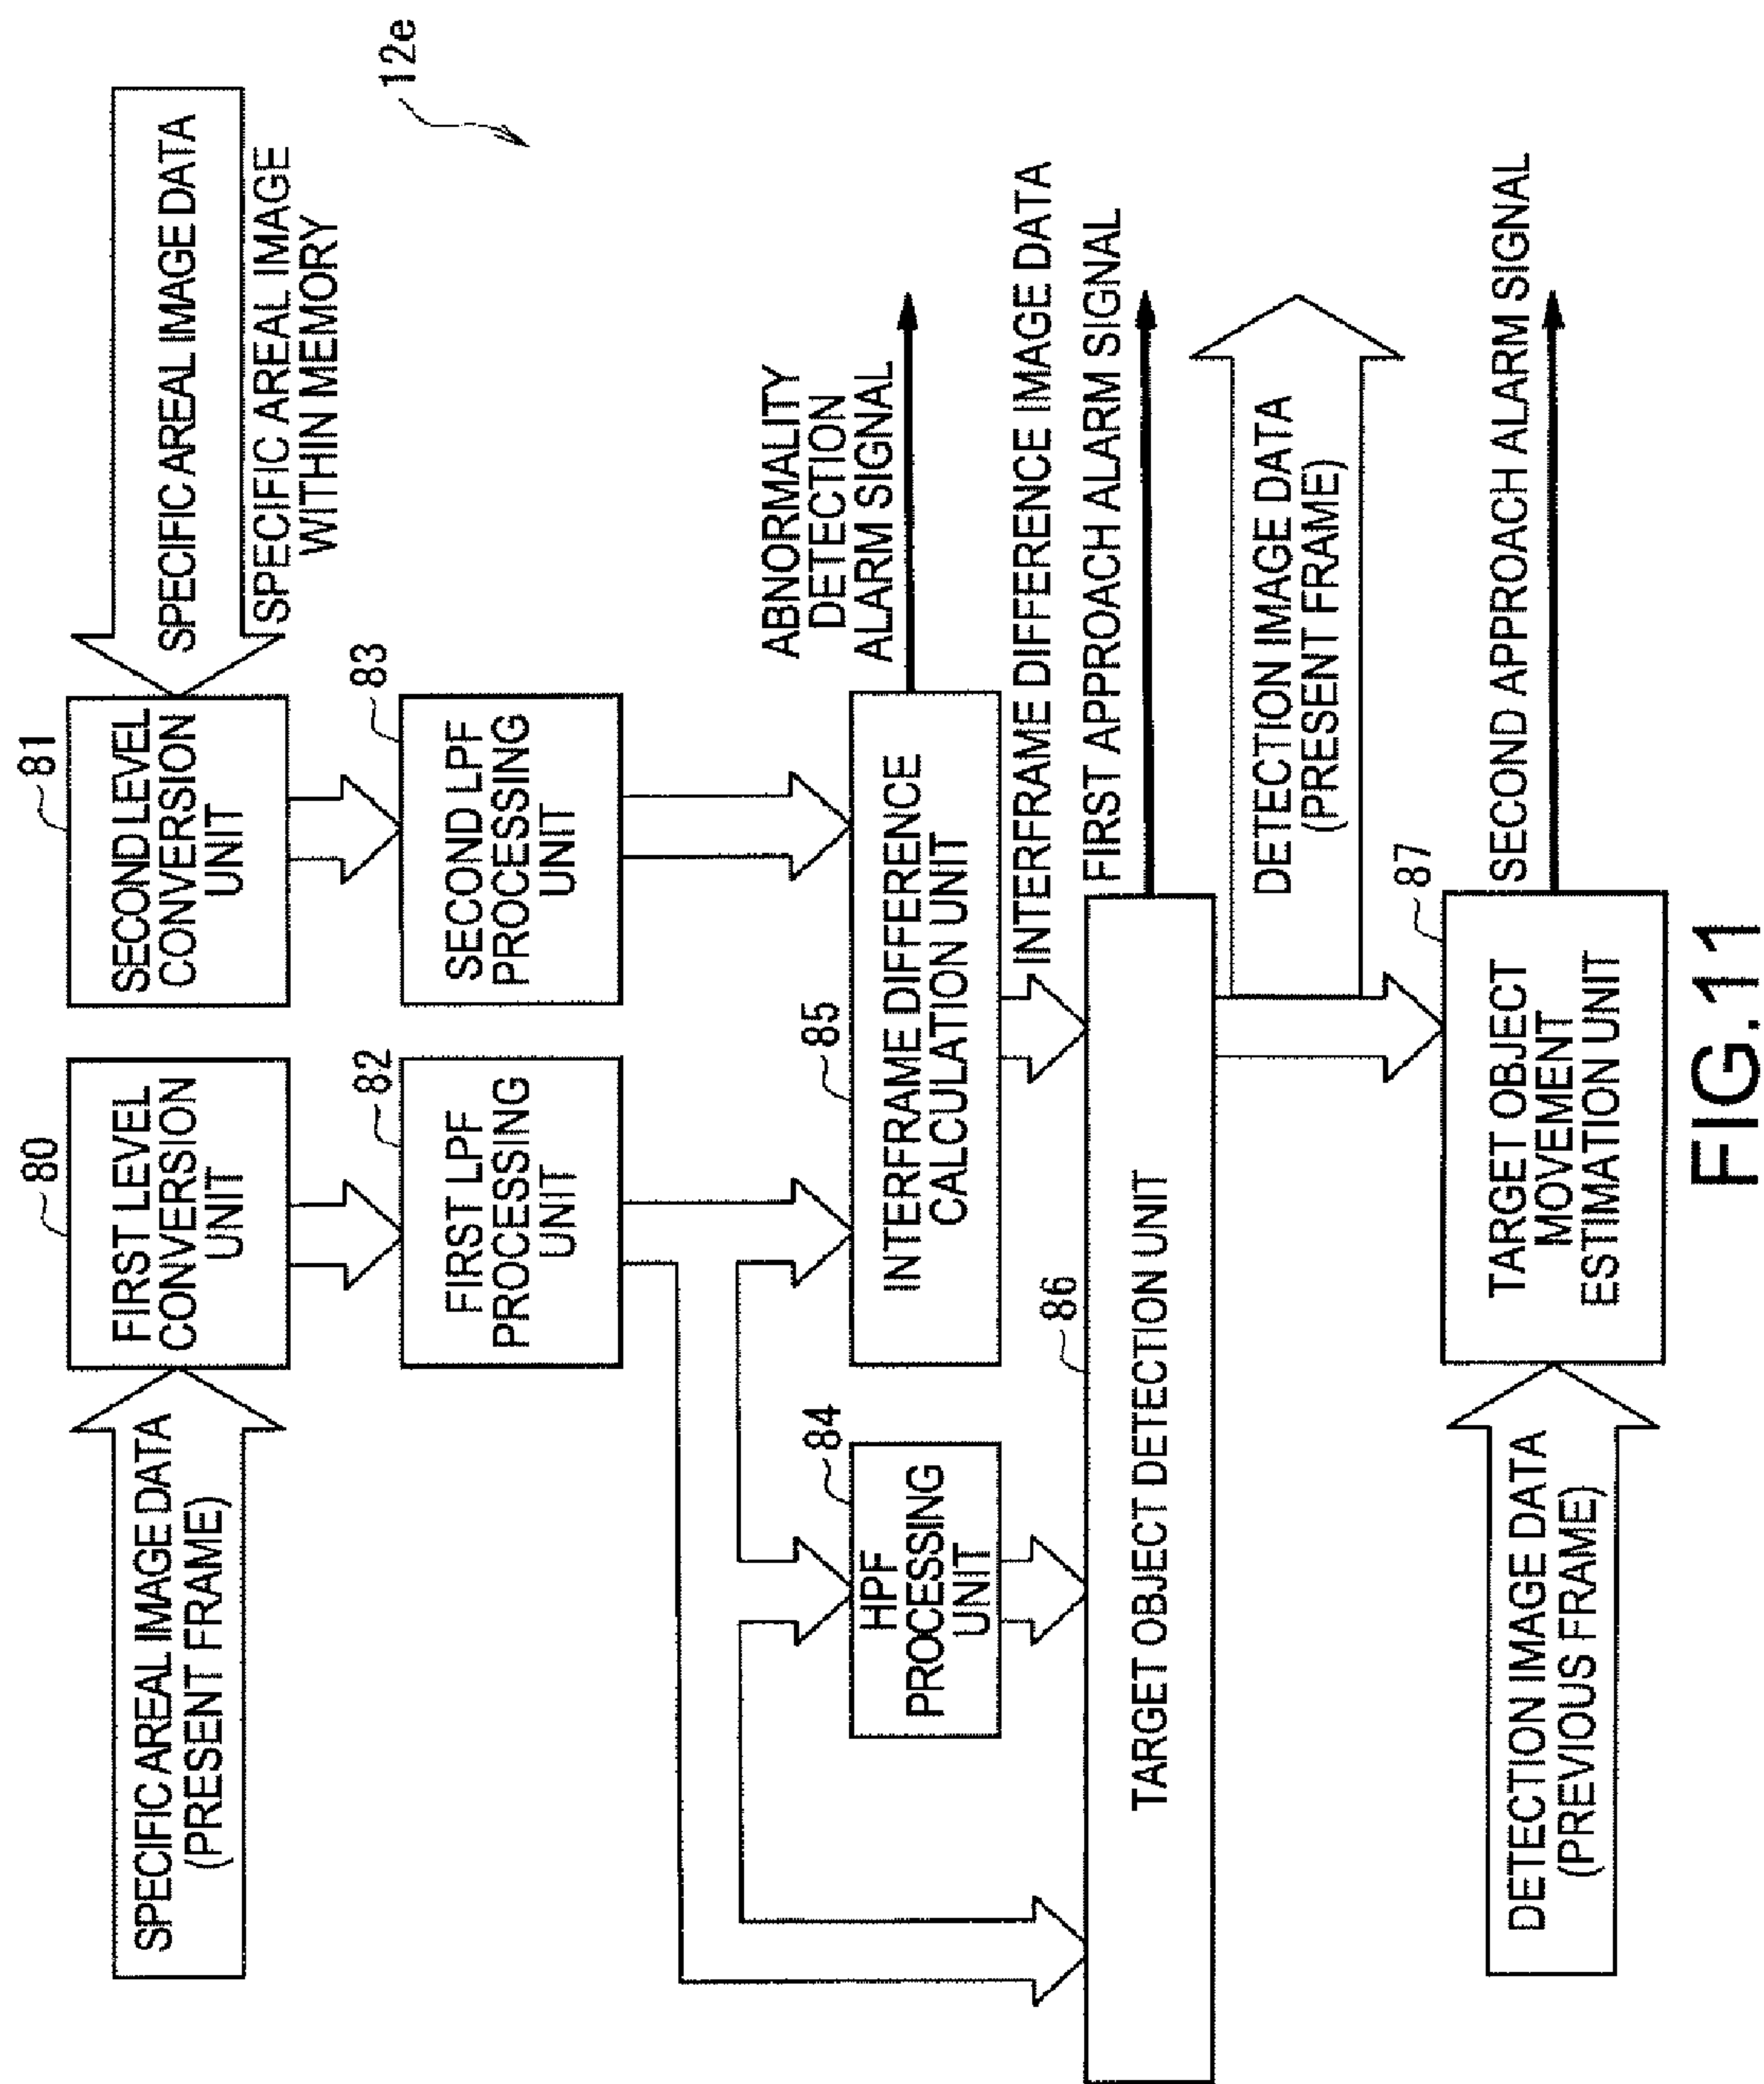 12e
SPECIFIC AREAL IMAGE DATA
(PRESENT FRAME)
80
FIRST LEVEL
CONVERSION
UNIT
81
SECOND LEVEL
CONVERSION
UNIT
SPECIFIC AREAL IMAGE DATA
SPECIFIC AREAL IMAGE
WITHIN MEMORY
82
FIRST LPF
PROCESSING
UNIT
83
SECOND LPF
PROCESSING
UNIT
84
HPF
PROCESSING
UNIT
85
INTERFRAME DIFFERENCE
CALCULATION UNIT
ABNORMALITY
DETECTION
ALARM SIGNAL
INTERFRAME DIFFERENCE IMAGE DATA
86
TARGET OBJECT DETECTION UNIT
FIRST APPROACH ALARM SIGNAL
DETECTION IMAGE DATA
(PRESENT FRAME)
DETECTION IMAGE DATA
(PREVIOUS FRAME)
87
TARGET OBJECT
MOVEMENT
ESTIMATION UNIT
SECOND APPROACH ALARM SIGNAL
FIG.11